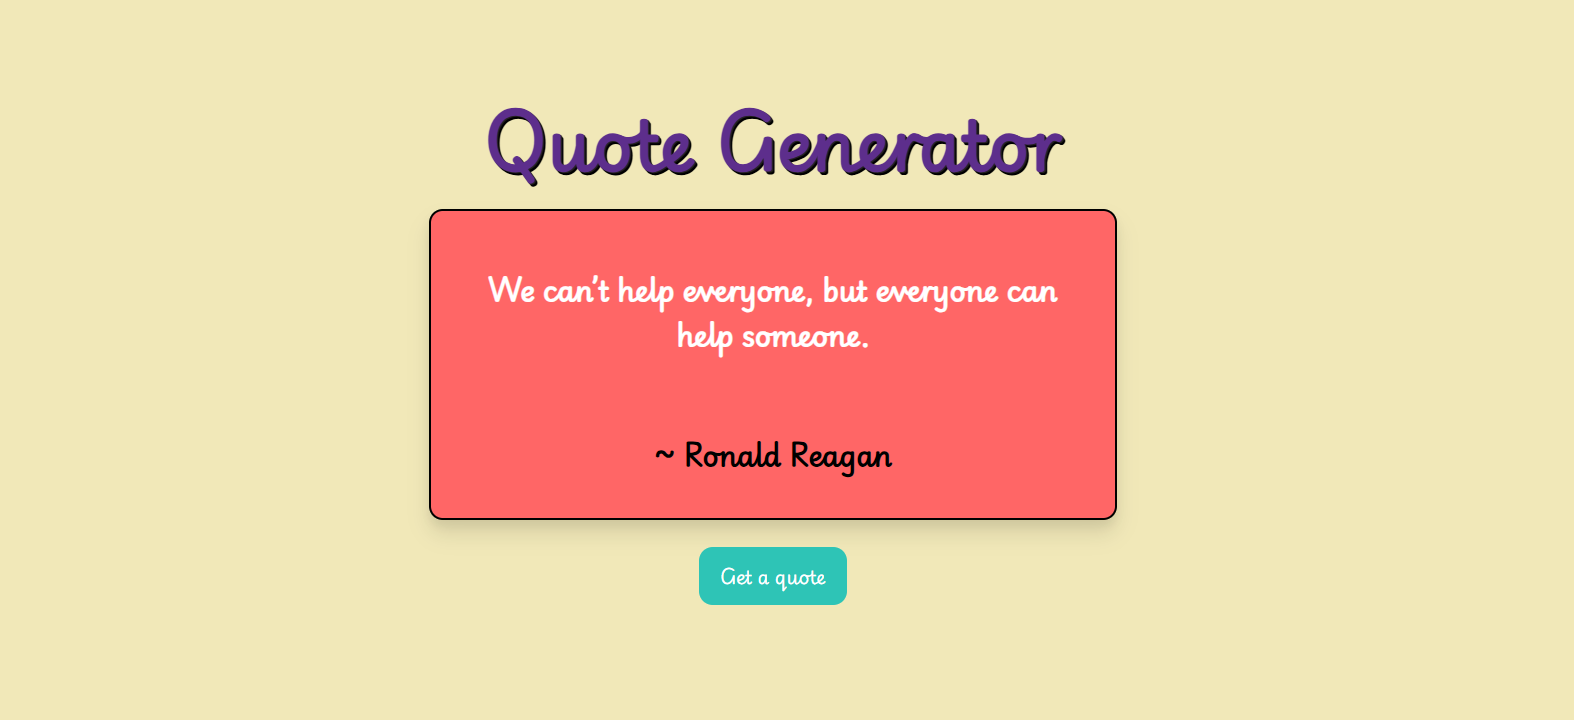 Quote Generator
We can't help everyone, but everyone can
help someone.
~ Ronald Reagan
Get a quote